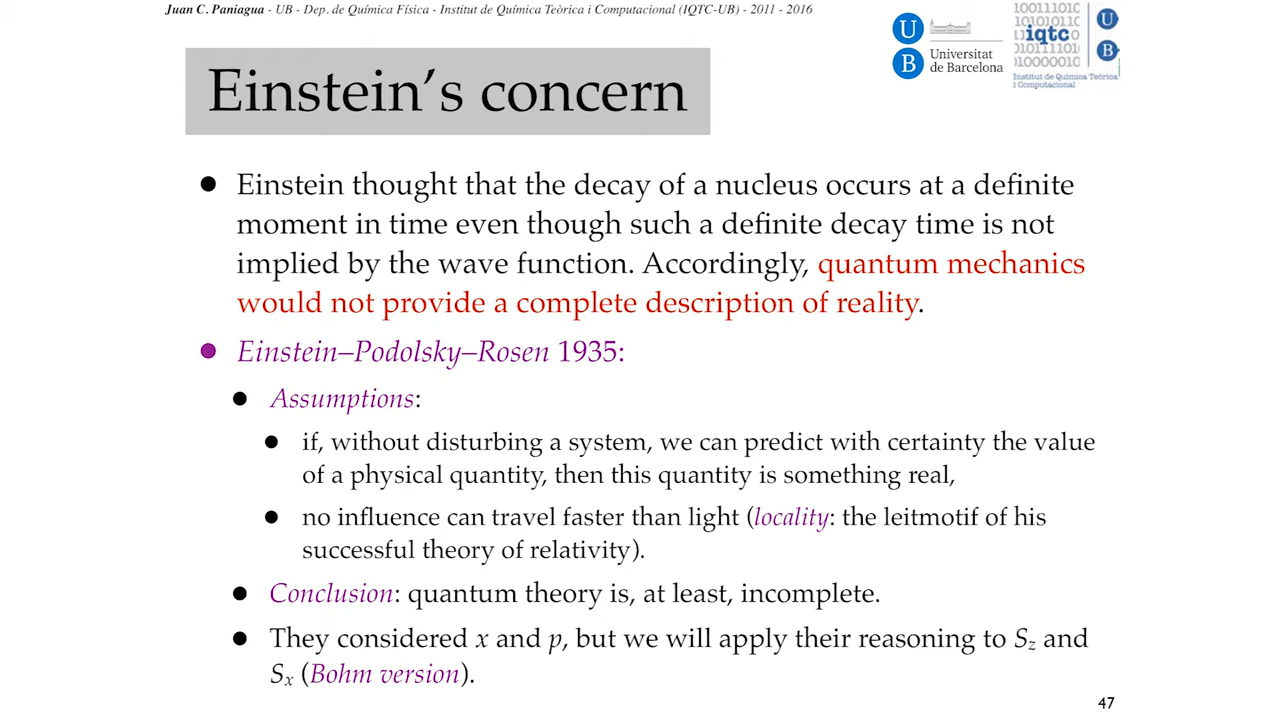 Juan C. Paniagua - UB - Dep. de Química Física - Institut de Química Teòrica i Computacional (IQTC-UB) - 2011 - 2016
U
B
Universitat
de Barcelona
iqtc
U
B
Institut de Química Teòrica
i Computacional
Einstein’s concern
● Einstein thought that the decay of a nucleus occurs at a definite
moment in time even though such a definite decay time is not
implied by the wave function. Accordingly, quantum mechanics
would not provide a complete description of reality.
● Einstein–Podolsky–Rosen 1935:
● Assumptions:
● if, without disturbing a system, we can predict with certainty the value
of a physical quantity, then this quantity is something real,
● no influence can travel faster than light (locality: the leitmotif of his
successful theory of relativity).
● Conclusion: quantum theory is, at least, incomplete.
● They considered x and p, but we will apply their reasoning to Sz and
Sx (Bohm version).
47